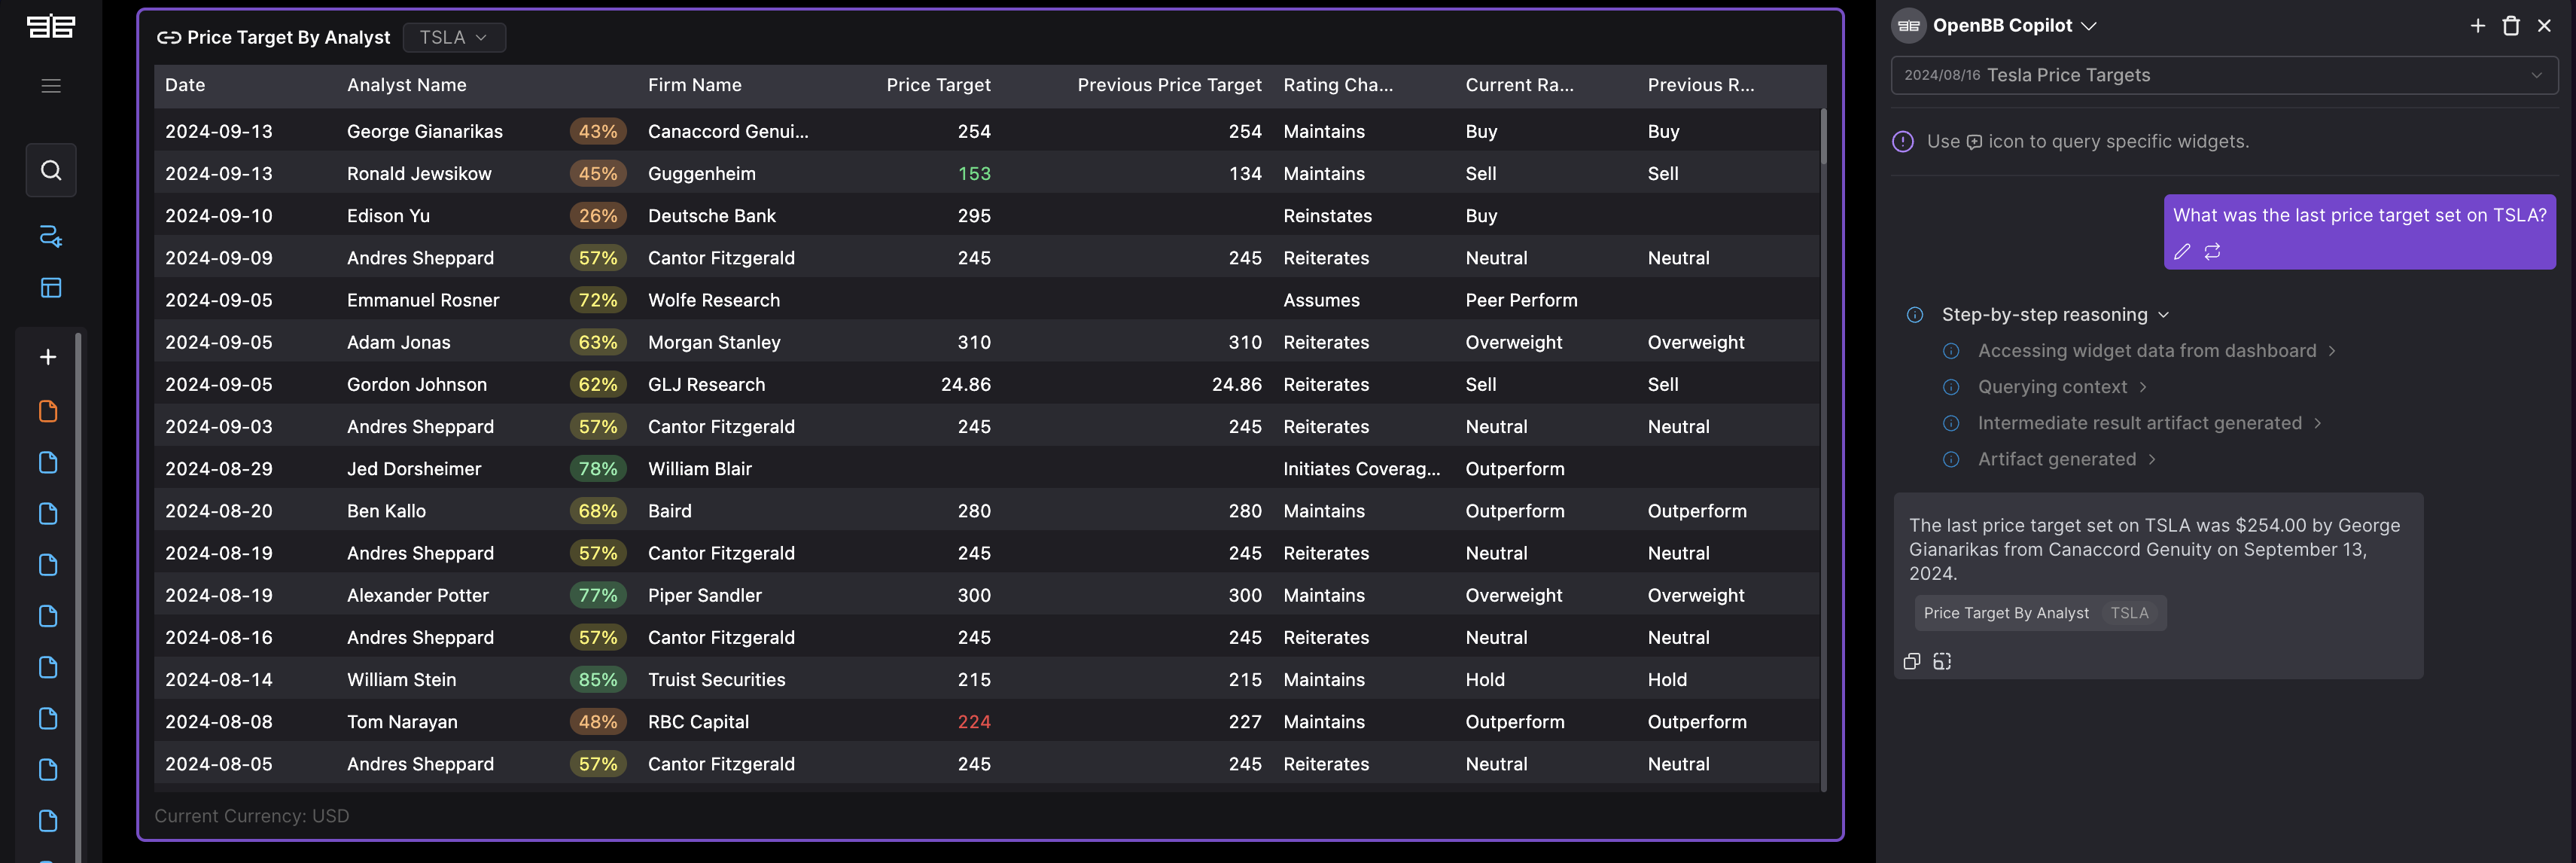 Price Target By Analyst TSLA
Date Analyst Name Firm Name Price Target Previous Price Target Rating Cha... Current Ra... Previous R...
2024-09-13 George Gianarikas 43% Canaccord Genui... 254 254 Maintains Buy Buy
2024-09-13 Ronald Jewsikow 45% Guggenheim 153 134 Maintains Sell Sell
2024-09-10 Edison Yu 26% Deutsche Bank 295 Reinstates Buy
2024-09-09 Andres Sheppard 57% Cantor Fitzgerald 245 245 Reiterates Neutral Neutral
2024-09-05 Emmanuel Rosner 72% Wolfe Research Assumes Peer Perform
2024-09-05 Adam Jonas 63% Morgan Stanley 310 310 Reiterates Overweight Overweight
2024-09-05 Gordon Johnson 62% GLJ Research 24.86 24.86 Reiterates Sell Sell
2024-09-03 Andres Sheppard 57% Cantor Fitzgerald 245 245 Reiterates Neutral Neutral
2024-08-29 Jed Dorsheimer 78% William Blair Initiates Coverag... Outperform
2024-08-20 Ben Kallo 68% Baird 280 280 Maintains Outperform Outperform
2024-08-19 Andres Sheppard 57% Cantor Fitzgerald 245 245 Reiterates Neutral Neutral
2024-08-19 Alexander Potter 77% Piper Sandler 300 300 Maintains Overweight Overweight
2024-08-16 Andres Sheppard 57% Cantor Fitzgerald 245 245 Reiterates Neutral Neutral
2024-08-14 William Stein 85% Truist Securities 215 215 Maintains Hold Hold
2024-08-08 Tom Narayan 48% RBC Capital 224 227 Maintains Outperform Outperform
2024-08-05 Andres Sheppard 57% Cantor Fitzgerald 245 245 Reiterates Neutral Neutral
Current Currency: USD
OpenBB Copilot
2024/08/16 Tesla Price Targets
Use icon to query specific widgets.
What was the last price target set on TSLA?
Step-by-step reasoning
Accessing widget data from dashboard
Querying context
Intermediate result artifact generated
Artifact generated
The last price target set on TSLA was $254.00 by George
Gianarikas from Canaccord Genuity on September 13,
2024.
Price Target By Analyst TSLA